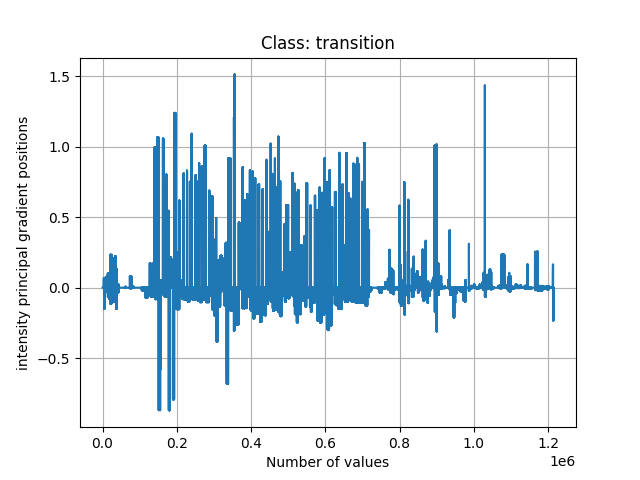 Class: transition
intensity principal gradient positions
1.5
1.0
0.5
0.0
−0.5
0.0 0.2 0.4 0.6 0.8 1.0 1.2
1e6
Number of values